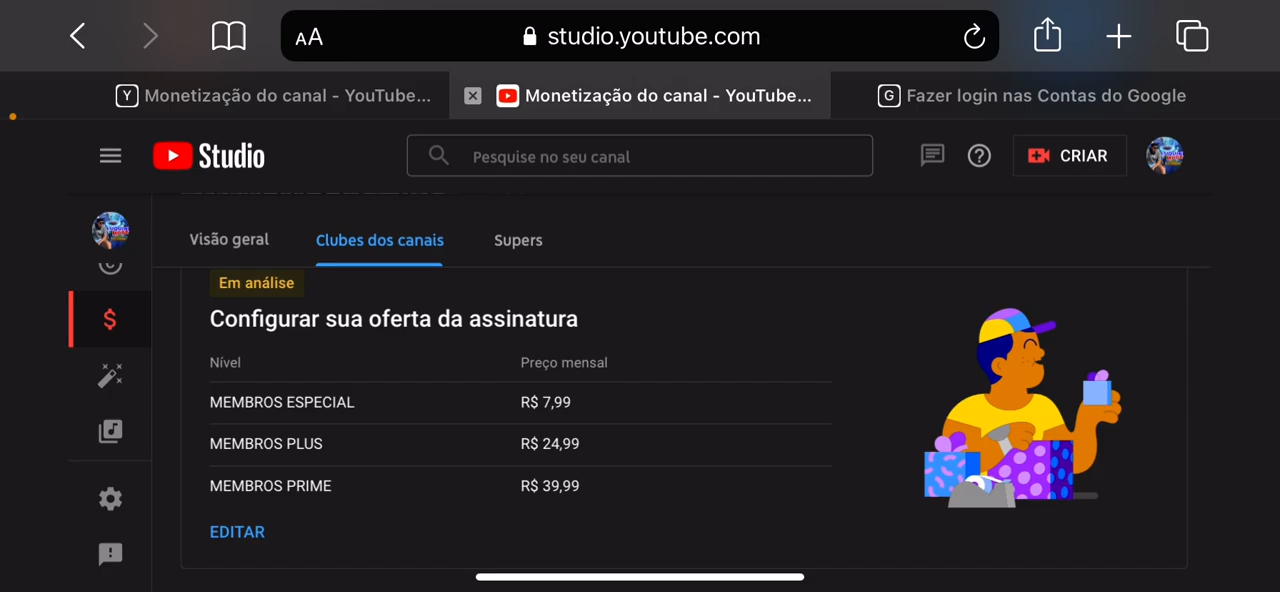 AA studio.youtube.com
Monetização do canal - YouTube...
Monetização do canal - YouTube...
Fazer login nas Contas do Google
Studio
Pesquise no seu canal
CRIAR
Visão geral
Clubes dos canais
Supers
Em análise
Configurar sua oferta da assinatura
Nível Preço mensal
MEMBROS ESPECIAL R$ 7,99
MEMBROS PLUS R$ 24,99
MEMBROS PRIME R$ 39,99
EDITAR